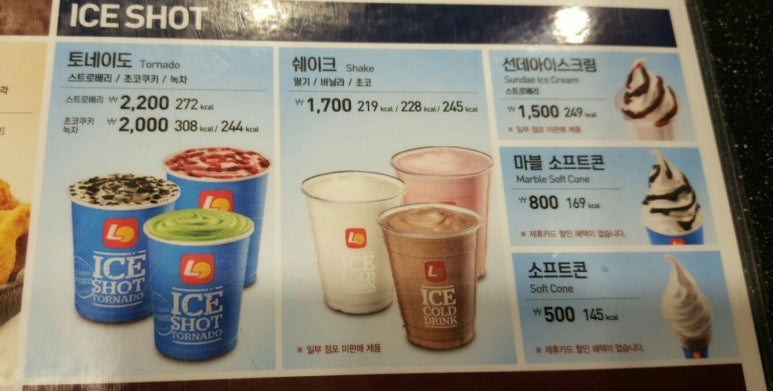 ICE SHOT
토네이도 Tornado
스트로베리 / 초코쿠키 / 녹차
스트로베리 ₩ 2,200 272 kcal
초코쿠키 녹차 ₩ 2,000 308 kcal / 244 kcal
ICE SHOT TORNADO
ICE SHOT TORNADO
쉐이크 Shake
딸기 / 바닐라 / 초코
₩ 1,700 219 kcal / 228 kcal / 245 kcal
ICE COLD DRINK
※ 일부 점포 미판매 제품
선데아이스크림
Sundae Ice Cream
스트로베리
₩ 1,500 249 kcal
※ 일부 점포 미판매 제품
마블 소프트콘
Marble Soft Cone
₩ 800 169 kcal
※ 제휴카드 할인 혜택이 없습니다.
소프트콘
Soft Cone
₩ 500 145 kcal
※ 제휴카드 할인 혜택이 없습니다.